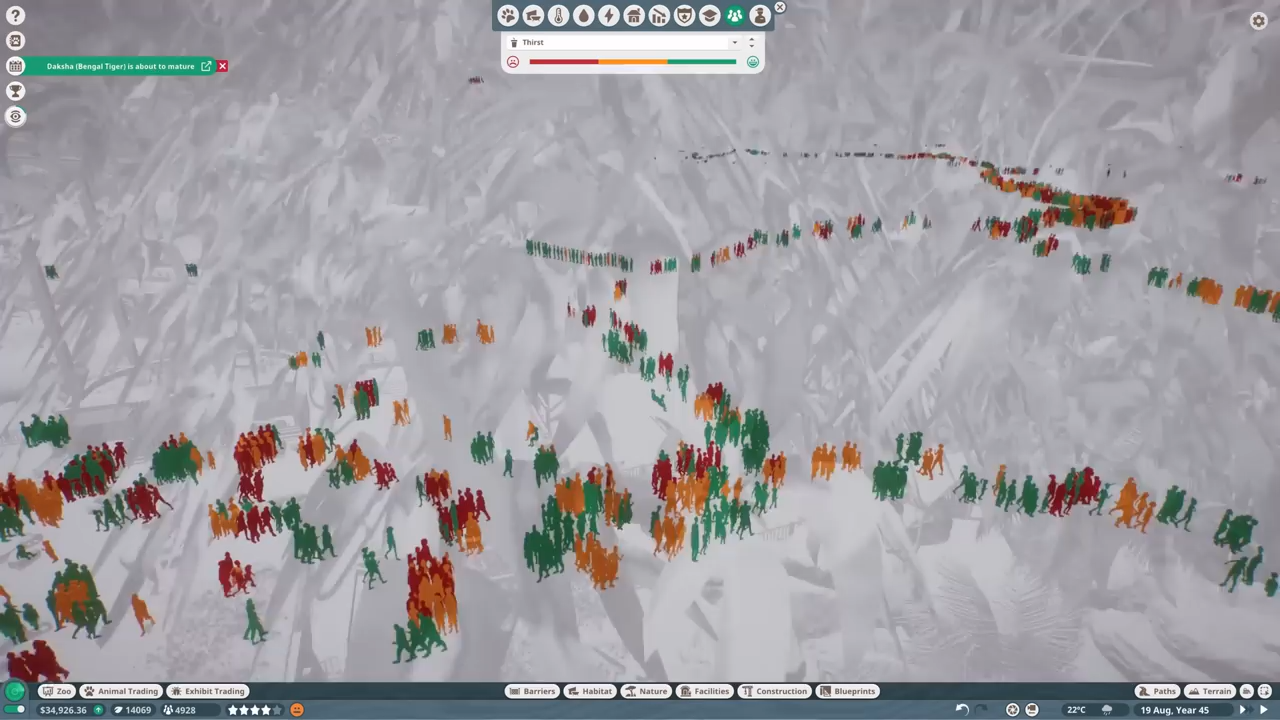 Thirst
Daksha (Bengal Tiger) is about to mature
Zoo
Animal Trading
Exhibit Trading
Barriers
Habitat
Nature
Facilities
Construction
Blueprints
Paths
Terrain
$34,926.36
14069
4928
22°C
19 Aug, Year 45